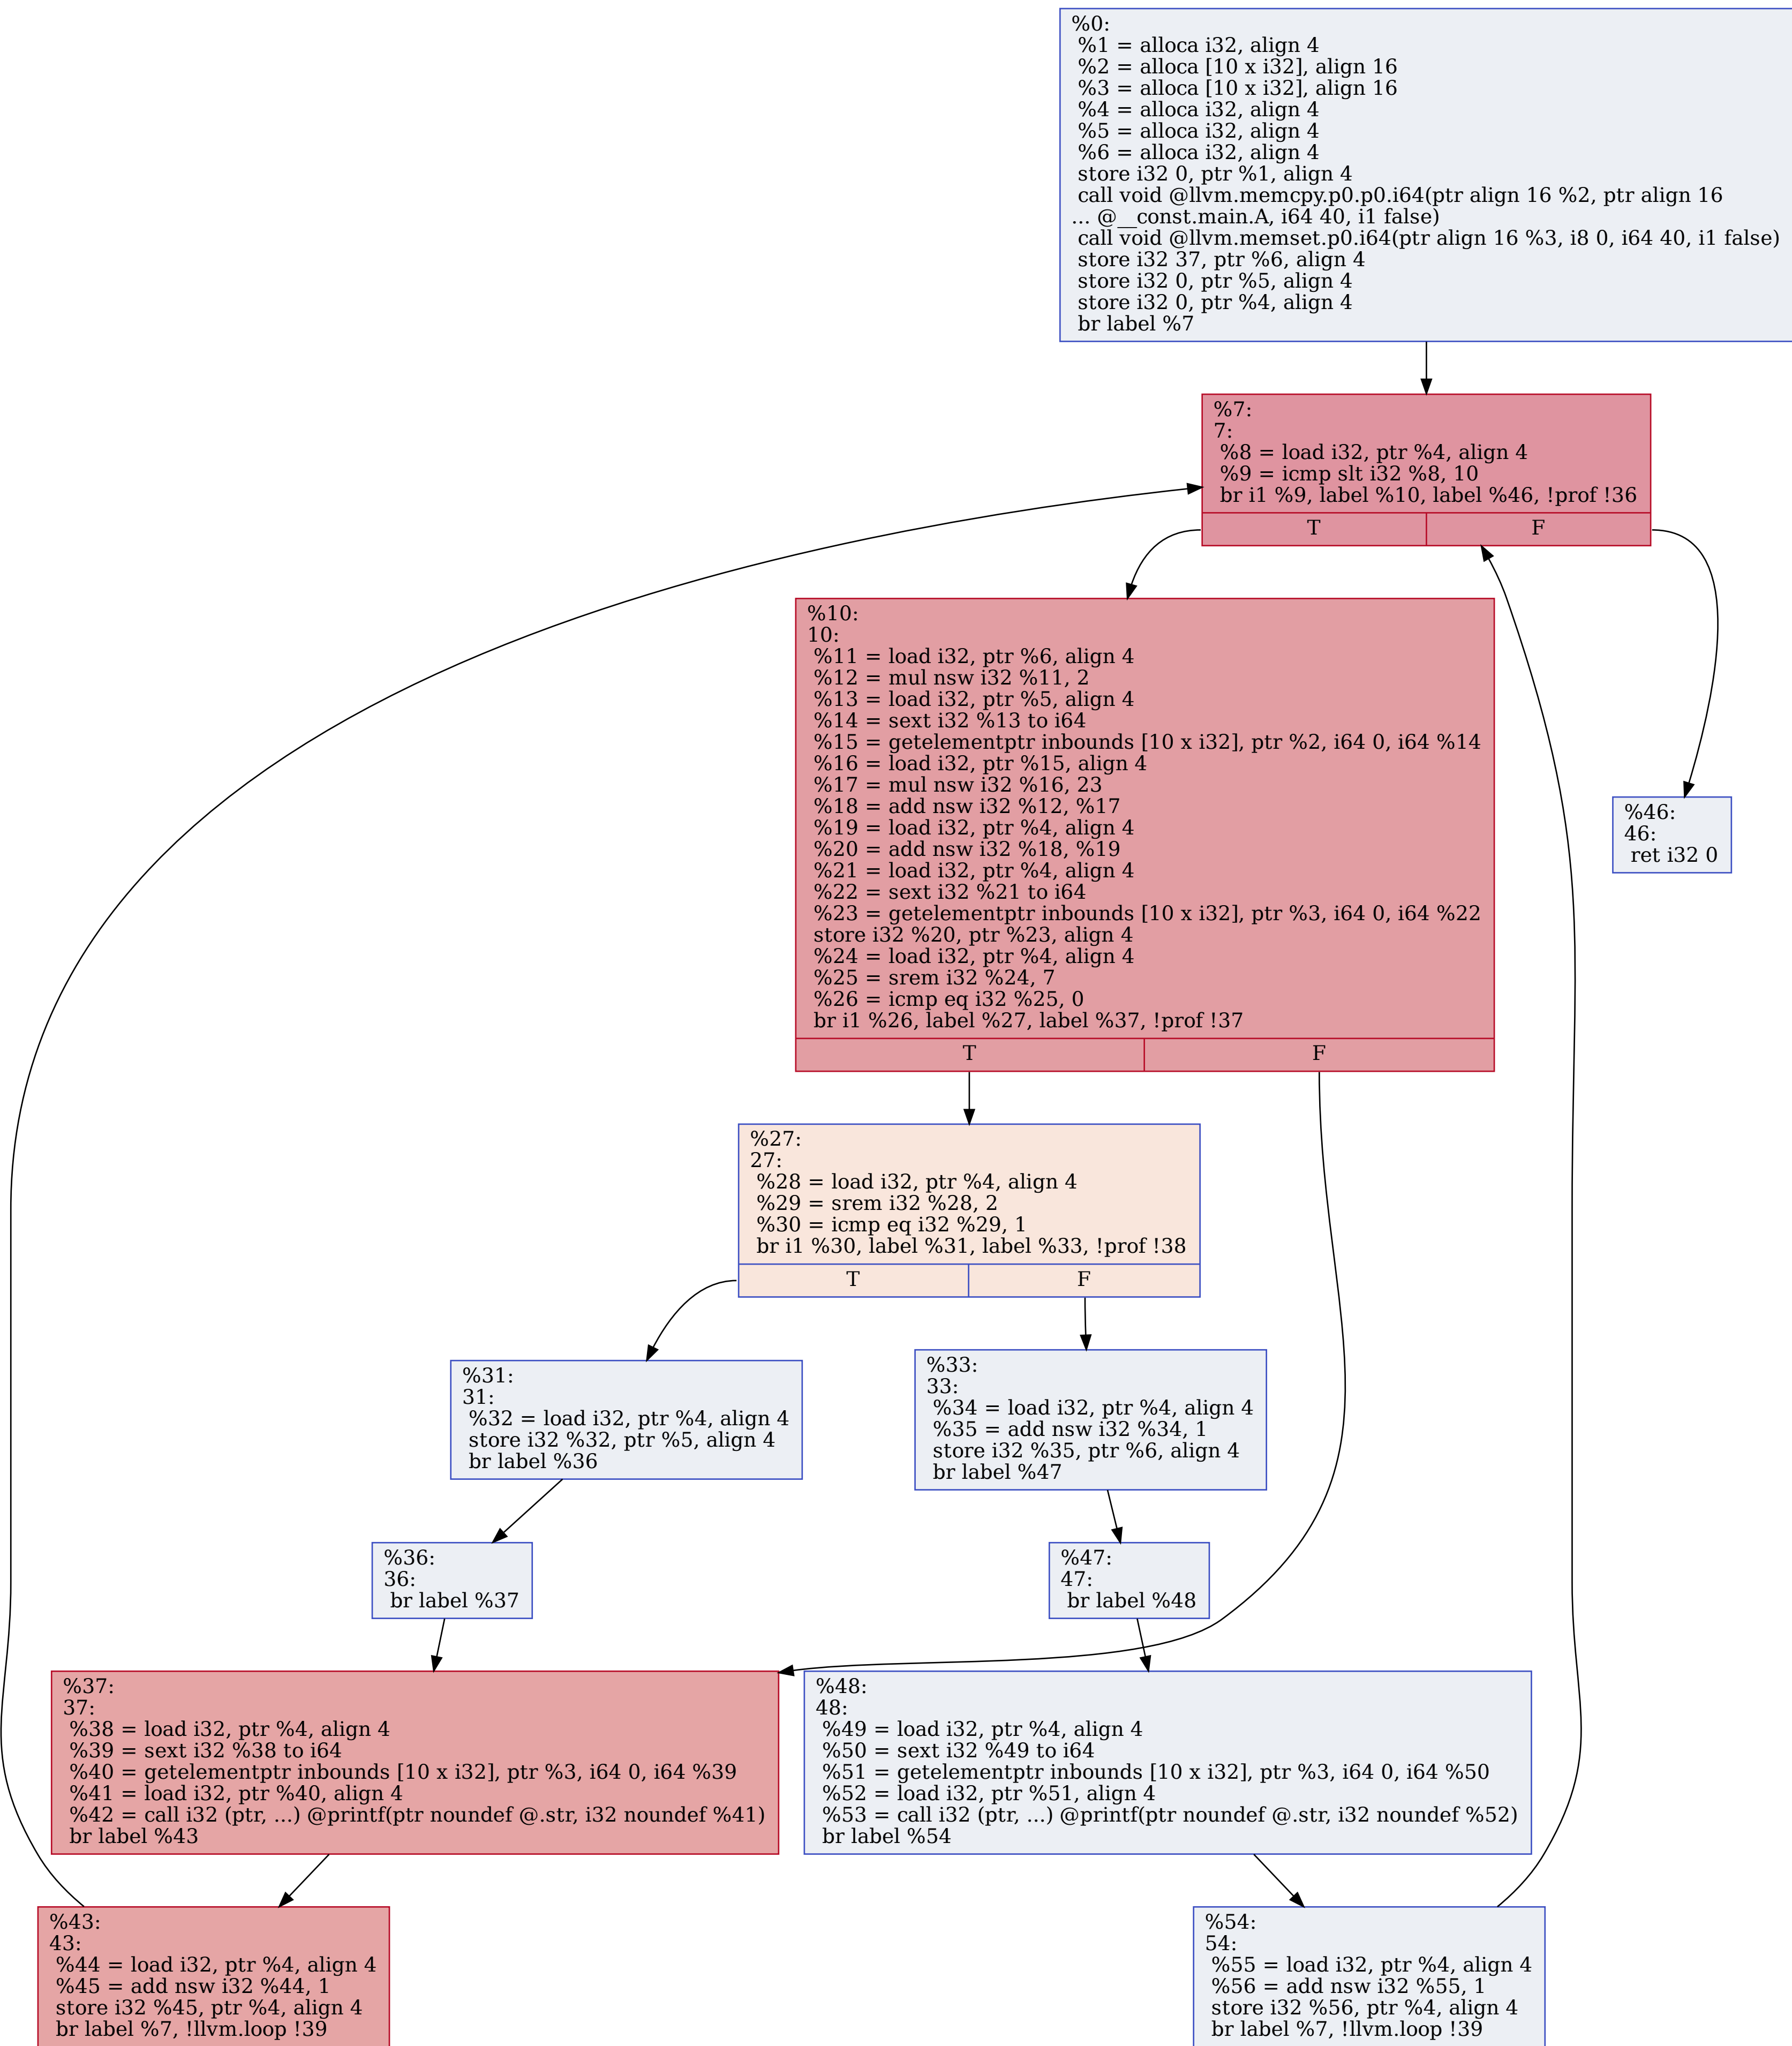 %0:
%1 = alloca i32, align 4
%2 = alloca [10 x i32], align 16
%3 = alloca [10 x i32], align 16
%4 = alloca i32, align 4
%5 = alloca i32, align 4
%6 = alloca i32, align 4
store i32 0, ptr %1, align 4
call void @llvm.memcpy.p0.p0.i64(ptr align 16 %2, ptr align 16
... @__const.main.A, i64 40, i1 false)
call void @llvm.memset.p0.i64(ptr align 16 %3, i8 0, i64 40, i1 false)
store i32 37, ptr %6, align 4
store i32 0, ptr %5, align 4
store i32 0, ptr %4, align 4
br label %7
%7:
7:
%8 = load i32, ptr %4, align 4
%9 = icmp slt i32 %8, 10
br i1 %9, label %10, label %46, !prof !36
T F
%10:
10:
%11 = load i32, ptr %6, align 4
%12 = mul nsw i32 %11, 2
%13 = load i32, ptr %5, align 4
%14 = sext i32 %13 to i64
%15 = getelementptr inbounds [10 x i32], ptr %2, i64 0, i64 %14
%16 = load i32, ptr %15, align 4
%17 = mul nsw i32 %16, 23
%18 = add nsw i32 %12, %17
%19 = load i32, ptr %4, align 4
%20 = add nsw i32 %18, %19
%21 = load i32, ptr %4, align 4
%22 = sext i32 %21 to i64
%23 = getelementptr inbounds [10 x i32], ptr %3, i64 0, i64 %22
store i32 %20, ptr %23, align 4
%24 = load i32, ptr %4, align 4
%25 = srem i32 %24, 7
%26 = icmp eq i32 %25, 0
br i1 %26, label %27, label %37, !prof !37
T F
%46:
46:
ret i32 0
%27:
27:
%28 = load i32, ptr %4, align 4
%29 = srem i32 %28, 2
%30 = icmp eq i32 %29, 1
br i1 %30, label %31, label %33, !prof !38
T F
%31:
31:
%32 = load i32, ptr %4, align 4
store i32 %32, ptr %5, align 4
br label %36
%33:
33:
%34 = load i32, ptr %4, align 4
%35 = add nsw i32 %34, 1
store i32 %35, ptr %6, align 4
br label %47
%36:
36:
br label %37
%47:
47:
br label %48
%37:
37:
%38 = load i32, ptr %4, align 4
%39 = sext i32 %38 to i64
%40 = getelementptr inbounds [10 x i32], ptr %3, i64 0, i64 %39
%41 = load i32, ptr %40, align 4
%42 = call i32 (ptr, ...) @printf(ptr noundef @.str, i32 noundef %41)
br label %43
%48:
48:
%49 = load i32, ptr %4, align 4
%50 = sext i32 %49 to i64
%51 = getelementptr inbounds [10 x i32], ptr %3, i64 0, i64 %50
%52 = load i32, ptr %51, align 4
%53 = call i32 (ptr, ...) @printf(ptr noundef @.str, i32 noundef %52)
br label %54
%43:
43:
%44 = load i32, ptr %4, align 4
%45 = add nsw i32 %44, 1
store i32 %45, ptr %4, align 4
br label %7, !llvm.loop !39
%54:
54:
%55 = load i32, ptr %4, align 4
%56 = add nsw i32 %55, 1
store i32 %56, ptr %4, align 4
br label %7, !llvm.loop !39